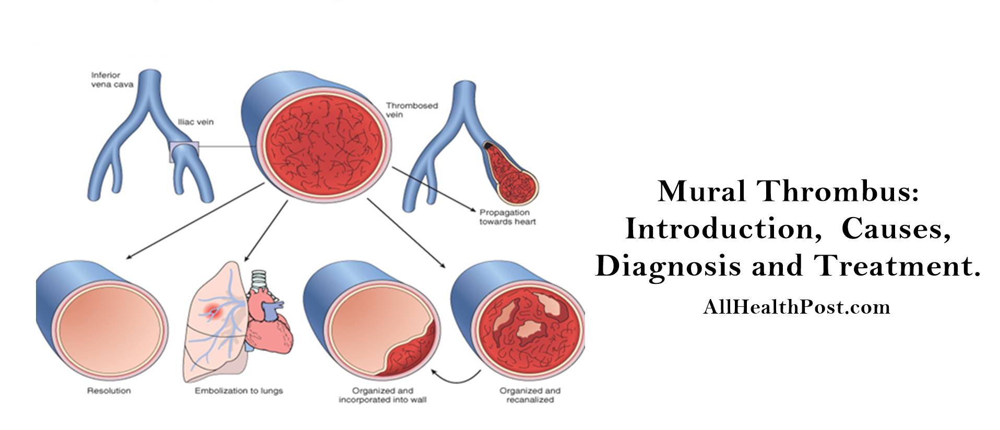 Inferior
vena cava
Iliac vein
Thrombosed
vein
Propagation
towards heart
Resolution
Embolization to lungs
Organized and
incorporated into wall
Organized and
recanalized
Mural Thrombus:
Introduction,  Causes,
Diagnosis and Treatment.
AllHealthPost.com